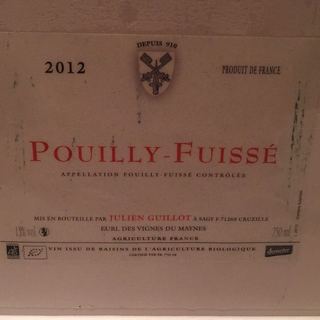 DEPUIS 910
2012
PRODUIT DE FRANCE
POUILLY-FUISSÉ
APPELLATION POUILLY-FUISSÉ CONTRÔLÉE
MIS EN BOUTEILLE PAR JULIEN GUILLOT À SAGY F.71260 CRUZILLE
EURL DES VIGNES DU MAYNES
AGRICULTURE FRANCE
13% vol
750 ml
VIN ISSU DE RAISINS DE L'AGRICULTURE BIOLOGIQUE
demeter